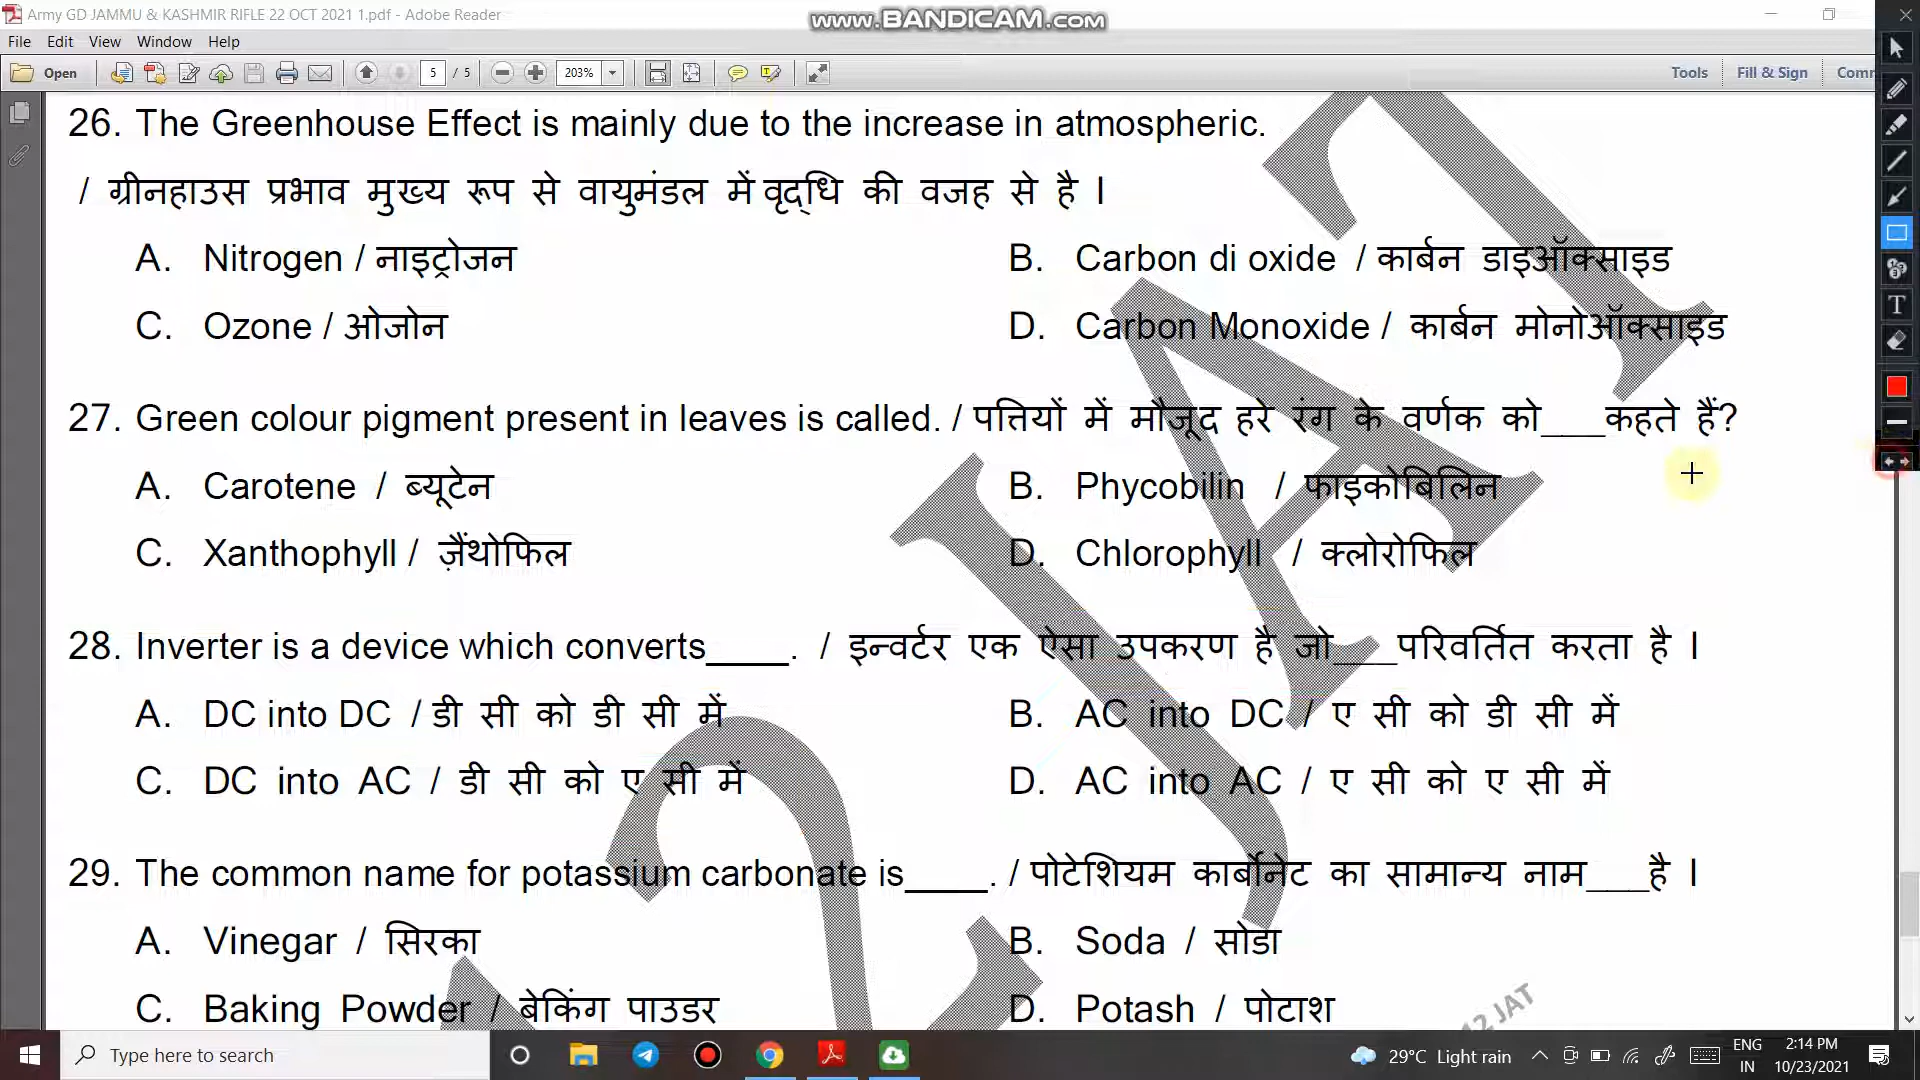 Army GD JAMMU & KASHMIR RIFLE 22 OCT 2021 1.pdf - Adobe Reader
www.BANDICAM.com
File Edit View Window Help
Open 5 / 5 203% Tools Fill & Sign Comm
26. The Greenhouse Effect is mainly due to the increase in atmospheric.
/ ग्रीनहाउस प्रभाव मुख्य रूप से वायुमंडल में वृद्धि की वजह से है ।
A. Nitrogen / नाइट्रोजन B. Carbon di oxide / कार्बन डाइऑक्साइड
C. Ozone / ओजोन D. Carbon Monoxide / कार्बन मोनोऑक्साइड
27. Green colour pigment present in leaves is called. / पत्तियों में मौजूद हरे रंग के वर्णक को___कहते हैं?
A. Carotene / ब्यूटेन B. Phycobilin / फाइकोबिलिन
C. Xanthophyll / ज़ैंथोफिल D. Chlorophyll / क्लोरोफिल
28. Inverter is a device which converts____. / इन्वर्टर एक ऐसा उपकरण है जो___परिवर्तित करता है ।
A. DC into DC / डी सी को डी सी में B. AC into DC / ए सी को डी सी में
C. DC into AC / डी सी को ए सी में D. AC into AC / ए सी को ए सी में
29. The common name for potassium carbonate is____. / पोटेशियम कार्बोनेट का सामान्य नाम___है ।
A. Vinegar / सिरका B. Soda / सोडा
C. Baking Powder / बेकिंग पाउडर D. Potash / पोटाश
2 JAT
12 JAT
Type here to search 29°C Light rain ENG 2:14 PM
IN 10/23/2021